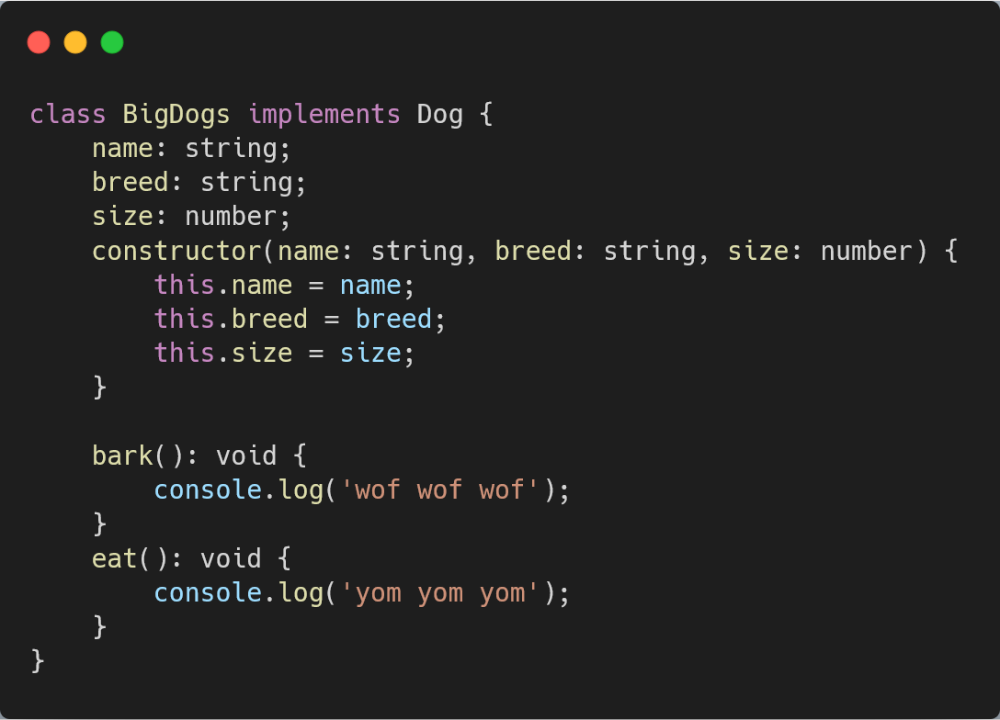 class BigDogs implements Dog {
    name: string;
    breed: string;
    size: number;
    constructor(name: string, breed: string, size: number) {
        this.name = name;
        this.breed = breed;
        this.size = size;
    }

    bark(): void {
        console.log('wof wof wof');
    }
    eat(): void {
        console.log('yom yom yom');
    }
}